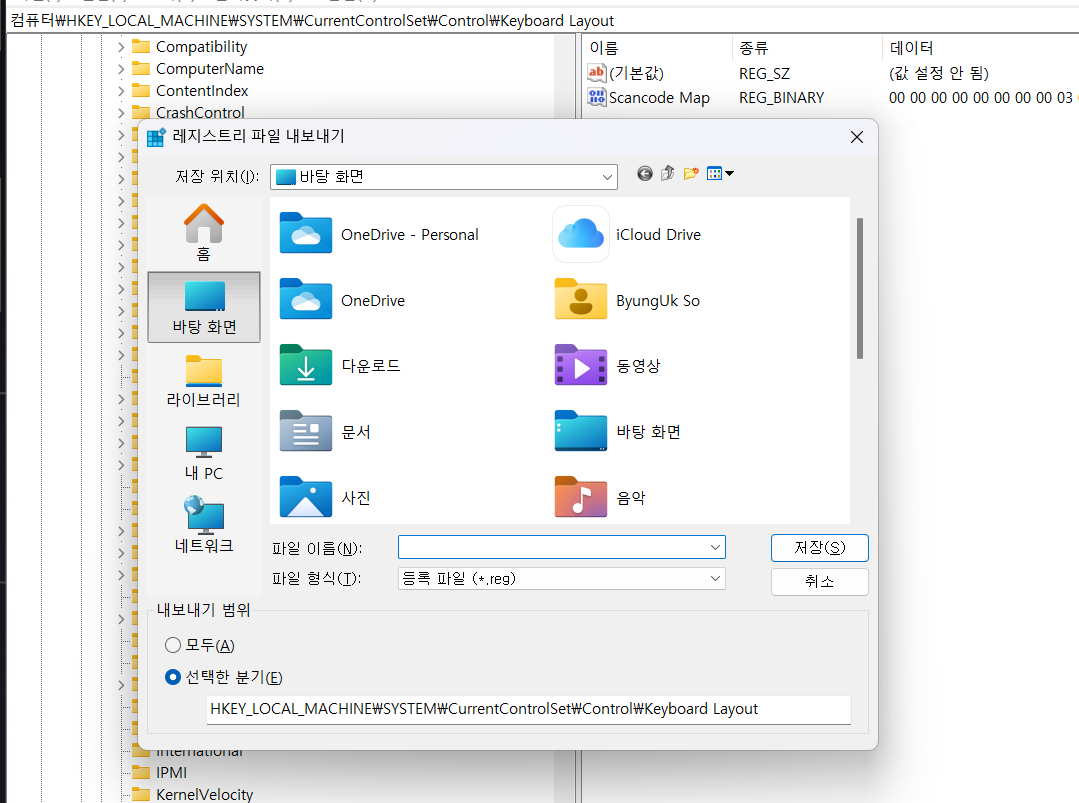 컴퓨터₩HKEY_LOCAL_MACHINE₩SYSTEM₩CurrentControlSet₩Control₩Keyboard Layout
Compatibility
ComputerName
ContentIndex
CrashControl
이름 종류 데이터
(기본값) REG_SZ (값 설정 안 됨)
Scancode Map REG_BINARY 00 00 00 00 00 00 00 00 03
레지스트리 파일 내보내기
저장 위치(I): 바탕 화면
홈
바탕 화면
라이브러리
내 PC
네트워크
OneDrive - Personal
iCloud Drive
OneDrive
ByungUk So
다운로드
동영상
문서
바탕 화면
사진
음악
파일 이름(N):
저장(S)
파일 형식(T): 등록 파일 (*.reg)
취소
내보내기 범위
모두(A)
선택한 분기(E)
HKEY_LOCAL_MACHINE₩SYSTEM₩CurrentControlSet₩Control₩Keyboard Layout
International
IPMI
KernelVelocity